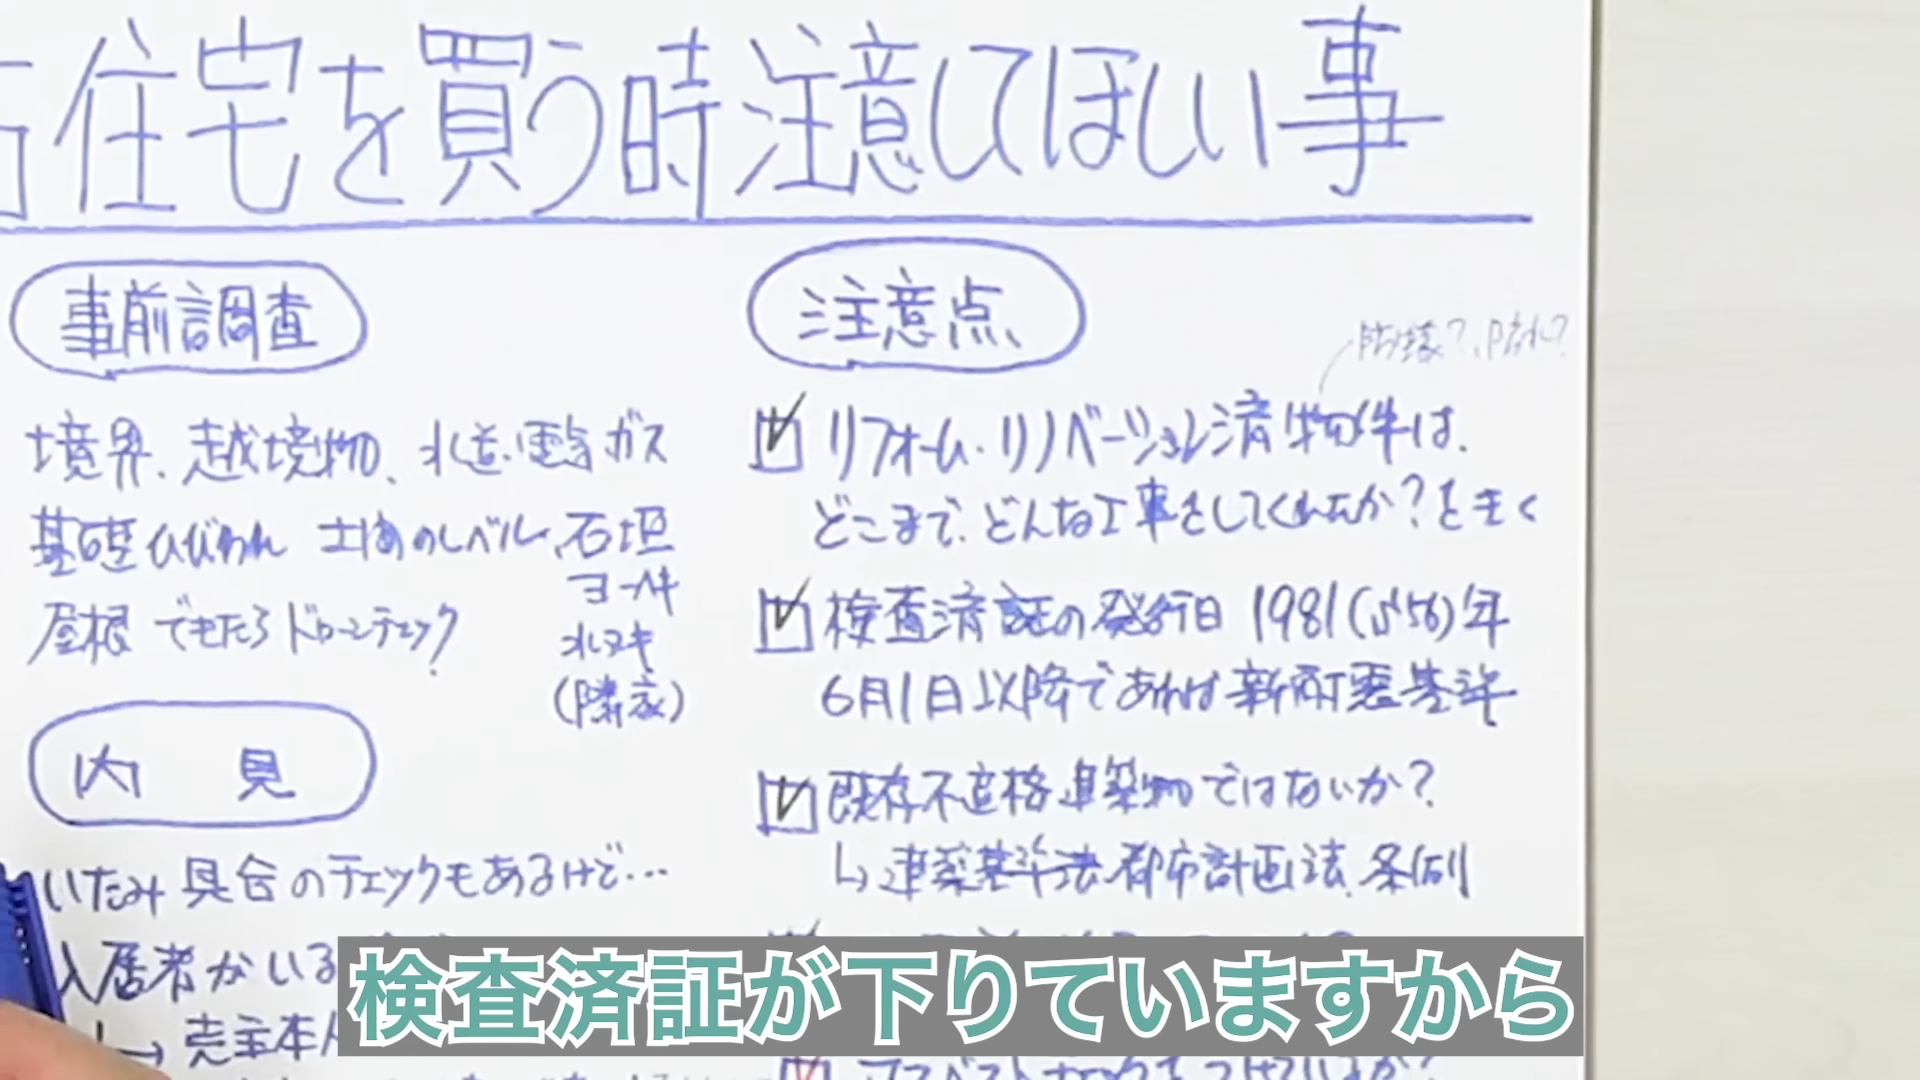 住宅を買う時注意してほしい事
事前調査
境界、越境物、水道、電気 ガス
基礎ひびわれ 土地のレベル、石垣
ヨーヘキ
水ヌキ
(隣家)
屋根 できたらドローンチェック!
内 見
いたみ具合のチェックもあるけど…
入居者がいる
→ 売主本人
注意点
リフォーム・リノベーション済物件は、
どこまで、どんな工事をしてくれたか?をきく
検査済証の発行日 1981(S56)年
6月1日以降であれば新耐震基準
既存不適格建築物ではないか?
↳建築基準法、都市計画法、条例
検査済証が下りていますから